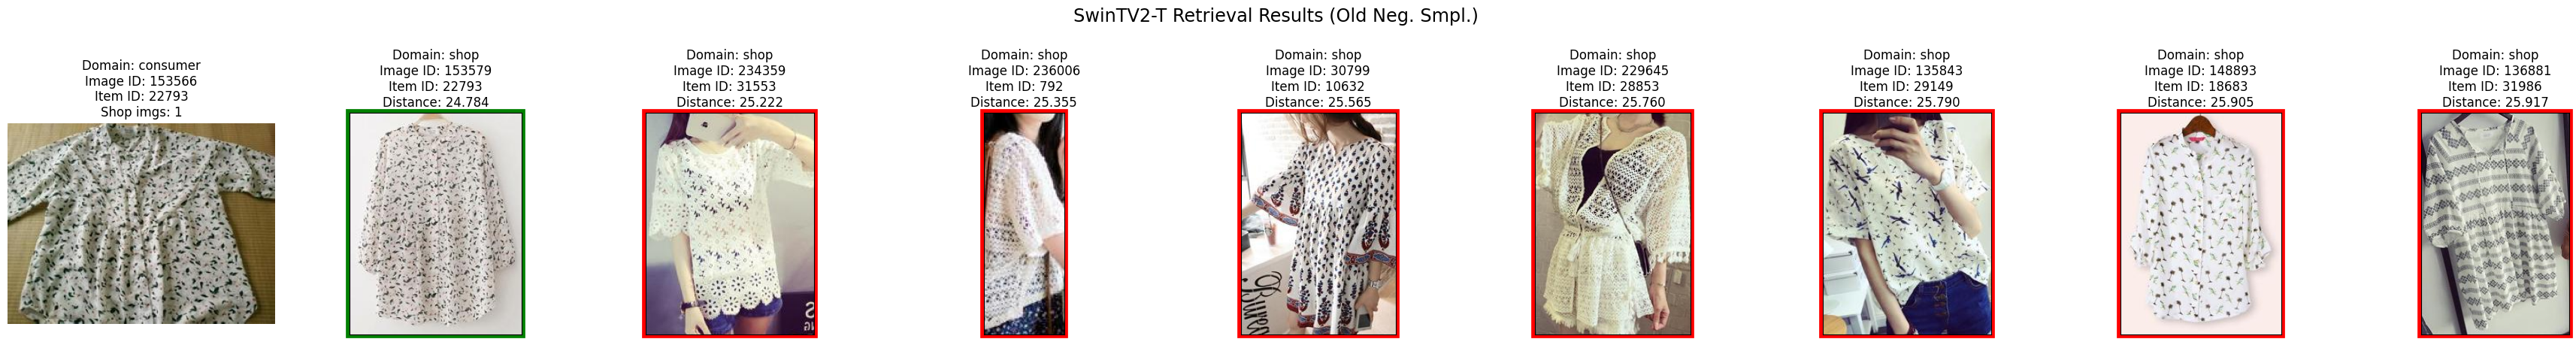 SwinTV2-T Retrieval Results (Old Neg. Smpl.)
Domain: consumer
Image ID: 153566
Item ID: 22793
Shop imgs: 1
Domain: shop
Image ID: 153579
Item ID: 22793
Distance: 24.784
Domain: shop
Image ID: 234359
Item ID: 31553
Distance: 25.222
Domain: shop
Image ID: 236006
Item ID: 792
Distance: 25.355
Domain: shop
Image ID: 30799
Item ID: 10632
Distance: 25.565
Domain: shop
Image ID: 229645
Item ID: 28853
Distance: 25.760
Domain: shop
Image ID: 135843
Item ID: 29149
Distance: 25.790
Domain: shop
Image ID: 148893
Item ID: 18683
Distance: 25.905
Domain: shop
Image ID: 136881
Item ID: 31986
Distance: 25.917